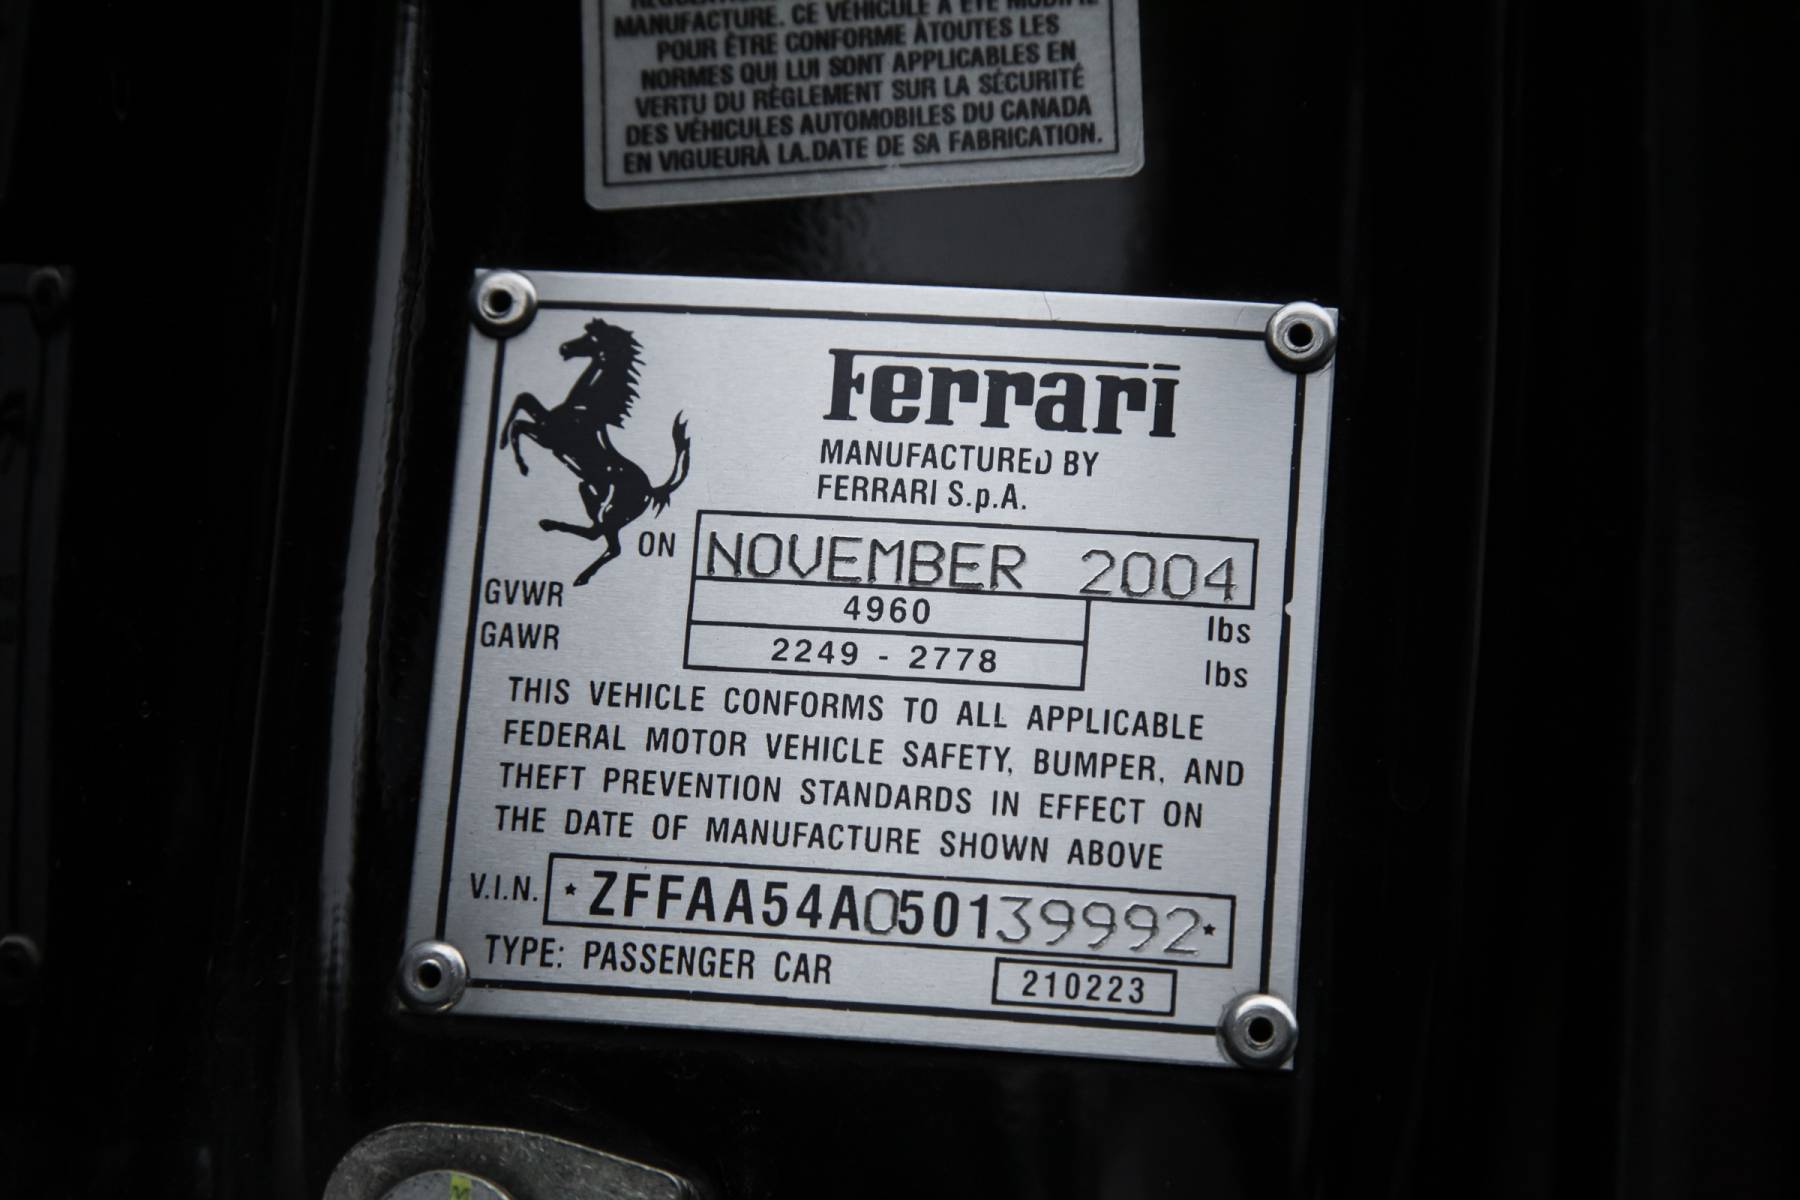 MANUFACTURE. CE VÉHICULE A ÉTÉ MODIFIÉ
POUR ÊTRE CONFORME ÀTOUTES LES
NORMES QUI LUI SONT APPLICABLES EN
VERTU DU RÈGLEMENT SUR LA SÉCURITÉ
DES VÉHICULES AUTOMOBILES DU CANADA
EN VIGUEURÀ LA.DATE DE SA FABRICATION.
Ferrari
MANUFACTURED BY
FERRARI S.p.A.
ON NOVEMBER 2004
GVWR 4960 lbs
GAWR 2249 - 2778 lbs
THIS VEHICLE CONFORMS TO ALL APPLICABLE
FEDERAL MOTOR VEHICLE SAFETY, BUMPER, AND
THEFT PREVENTION STANDARDS IN EFFECT ON
THE DATE OF MANUFACTURE SHOWN ABOVE
V.I.N. *ZFFAA54A050139992*
TYPE: PASSENGER CAR 210223